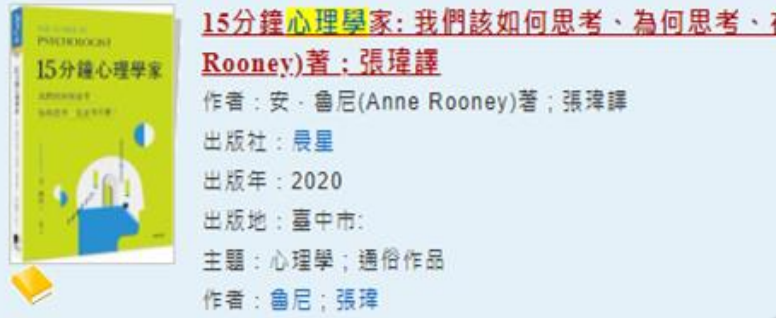 PSYCHOLOGIST
15分鐘心理學家
15分鐘心理學家: 我們該如何思考、為何思考、
Rooney)著 ; 張瑋譯
作者：安．魯尼(Anne Rooney)著 ; 張瑋譯
出版社：晨星
出版年：2020
出版地：臺中市:
主題：心理學 ; 通俗作品
作者：魯尼 ; 張瑋